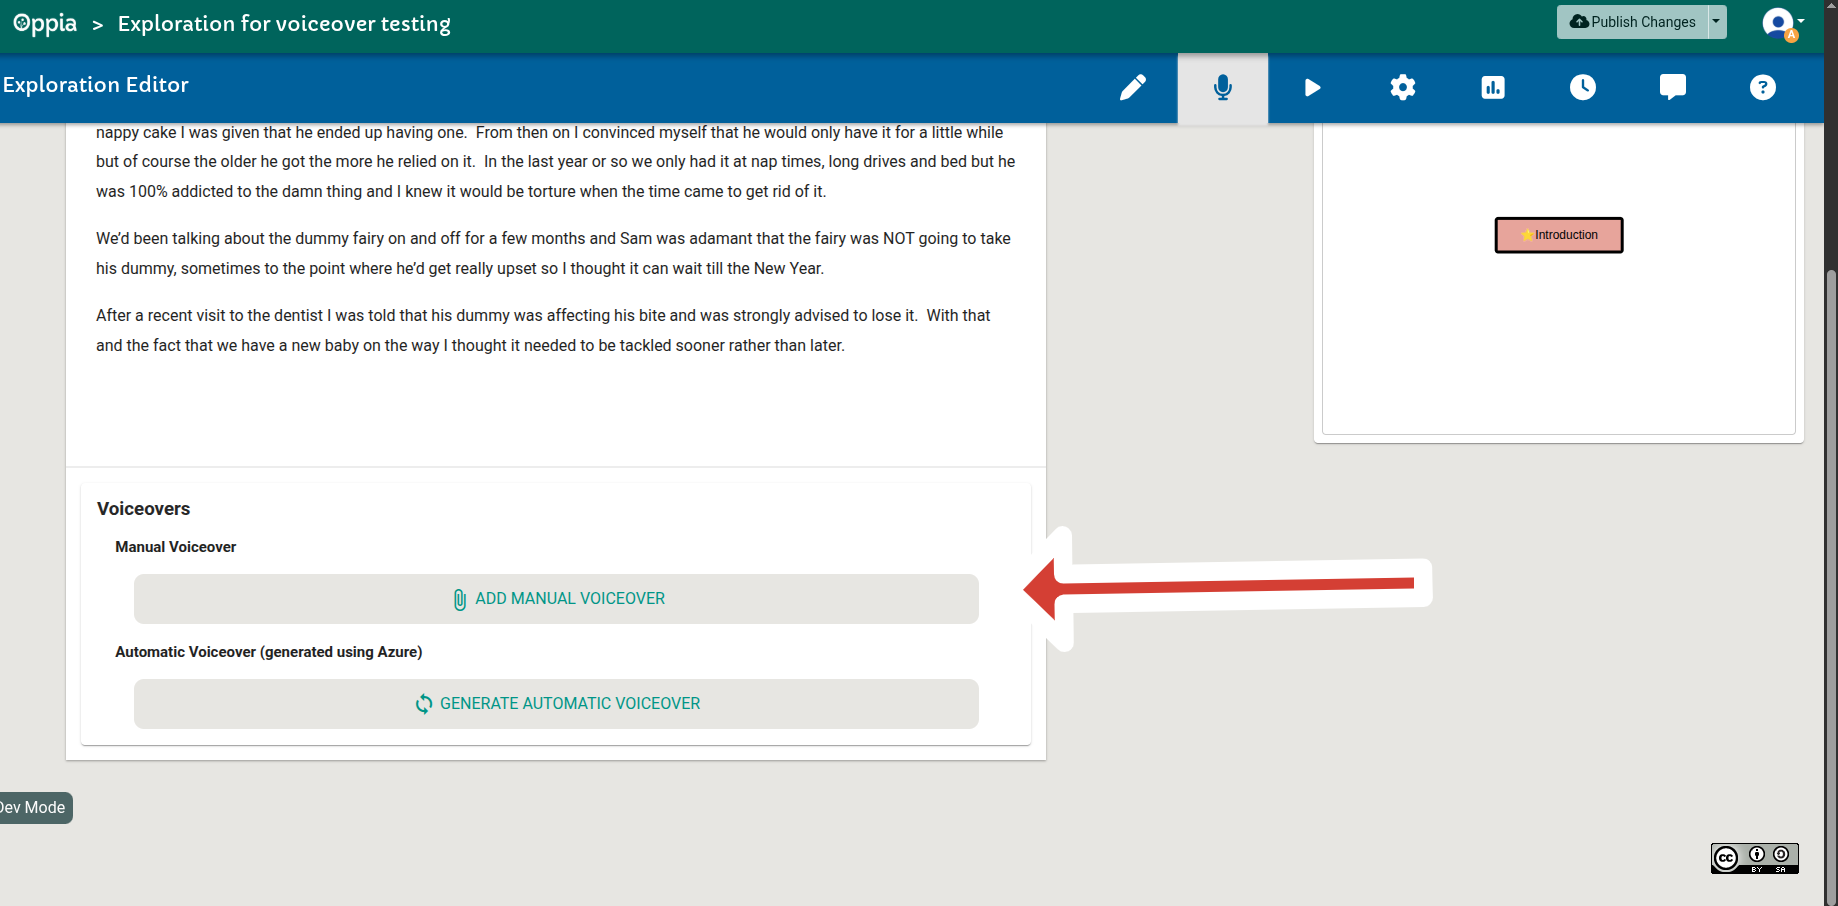 Oppia > Exploration for voiceover testing
Publish Changes
A
Exploration Editor
?
nappy cake I was given that he ended up having one.  From then on I convinced myself that he would only have it for a little while
but of course the older he got the more he relied on it.  In the last year or so we only had it at nap times, long drives and bed but he
was 100% addicted to the damn thing and I knew it would be torture when the time came to get rid of it.
We’d been talking about the dummy fairy on and off for a few months and Sam was adamant that the fairy was NOT going to take
his dummy, sometimes to the point where he’d get really upset so I thought it can wait till the New Year.
After a recent visit to the dentist I was told that his dummy was affecting his bite and was strongly advised to lose it.  With that
and the fact that we have a new baby on the way I thought it needed to be tackled sooner rather than later.
Introduction
Voiceovers
Manual Voiceover
ADD MANUAL VOICEOVER
Automatic Voiceover (generated using Azure)
GENERATE AUTOMATIC VOICEOVER
Dev Mode
cc
BY SA